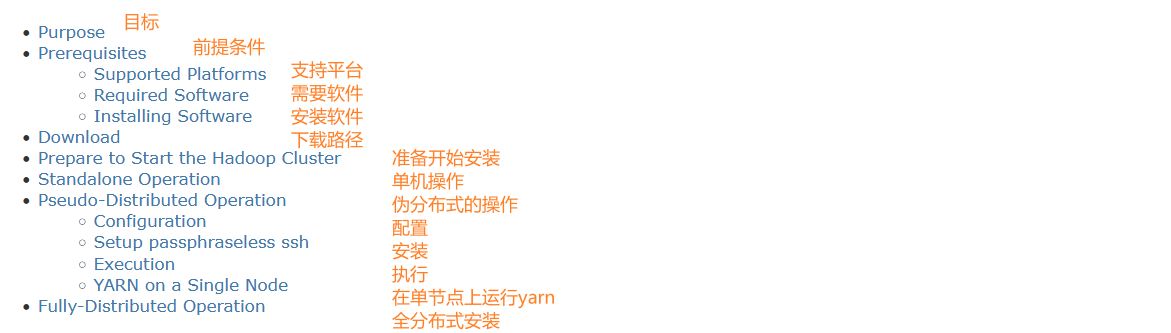 Purpose 目标
Prerequisites 前提条件
Supported Platforms 支持平台
Required Software 需要软件
Installing Software 安装软件
Download 下载路径
Prepare to Start the Hadoop Cluster 准备开始安装
Standalone Operation 单机操作
Pseudo-Distributed Operation 伪分布式的操作
Configuration 配置
Setup passphraseless ssh 安装
Execution 执行
YARN on a Single Node 在单节点上运行yarn
Fully-Distributed Operation 全分布式安装